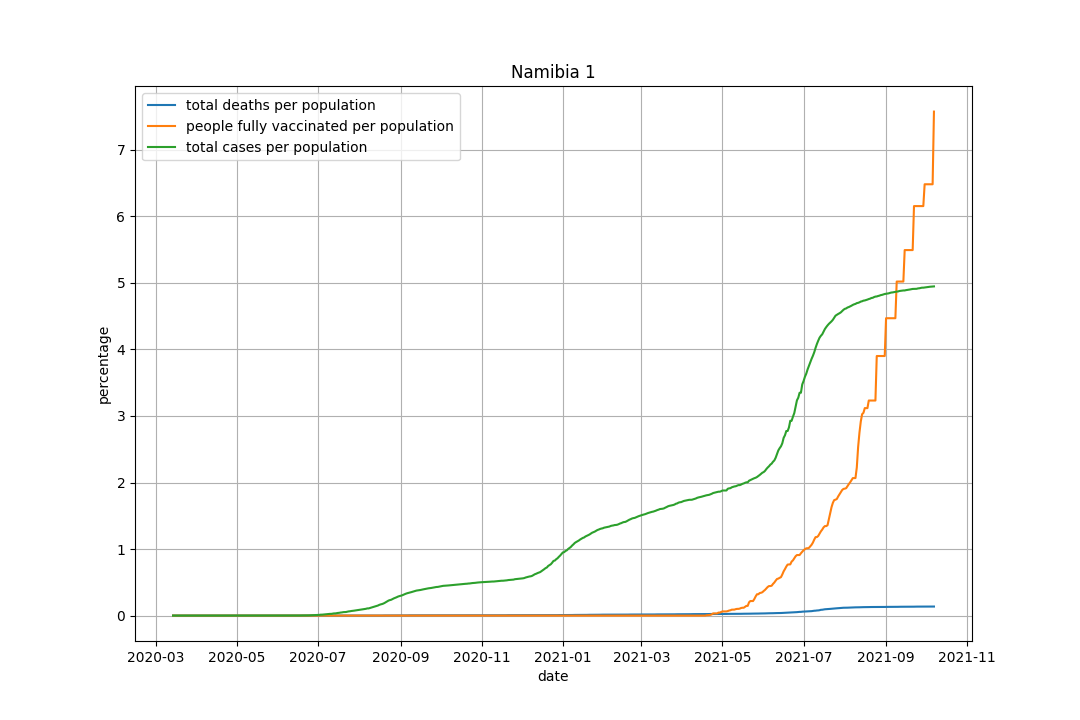 Namibia 1
total deaths per population
people fully vaccinated per population
total cases per population
percentage
7
6
5
4
3
2
1
0
2020-03 2020-05 2020-07 2020-09 2020-11 2021-01 2021-03 2021-05 2021-07 2021-09 2021-11
date